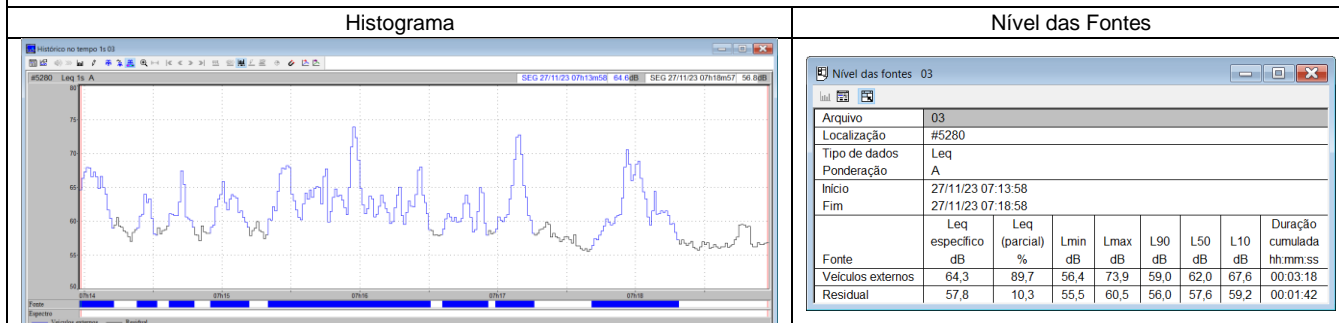 Histograma
Nível das Fontes
Histórico no tempo 1s 03
#5280 Leq 1s A
SEG 27/11/23 07h13m58 64.6dB SEG 27/11/23 07h18m57 56.8dB
80
75
70
65
60
55
50
07h14 07h15 07h16 07h17 07h18
Fonte
Espectro
Veículos externos Residual
Nível das fontes 03
Arquivo 03
Localização #5280
Tipo de dados Leq
Ponderação A
Início 27/11/23 07:13:58
Fim 27/11/23 07:18:58
Leq Leq Duração
específico (parcial) Lmin Lmax L90 L50 L10 cumulada
Fonte dB % dB dB dB dB dB hh:mm:ss
Veículos externos 64,3 89,7 56,4 73,9 59,0 62,0 67,6 00:03:18
Residual 57,8 10,3 55,5 60,5 56,0 57,6 59,2 00:01:42